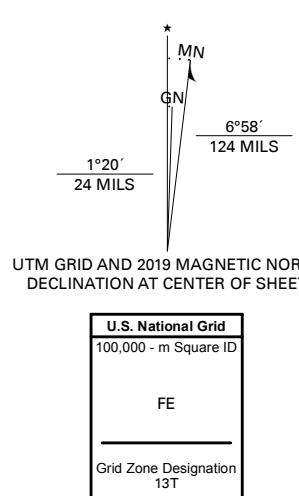 ★
MN
GN
6°58´
124 MILS
1°20´
24 MILS
UTM GRID AND 2019 MAGNETIC NOR
DECLINATION AT CENTER OF SHEET
U.S. National Grid
100,000 - m Square ID
FE
Grid Zone Designation
13T